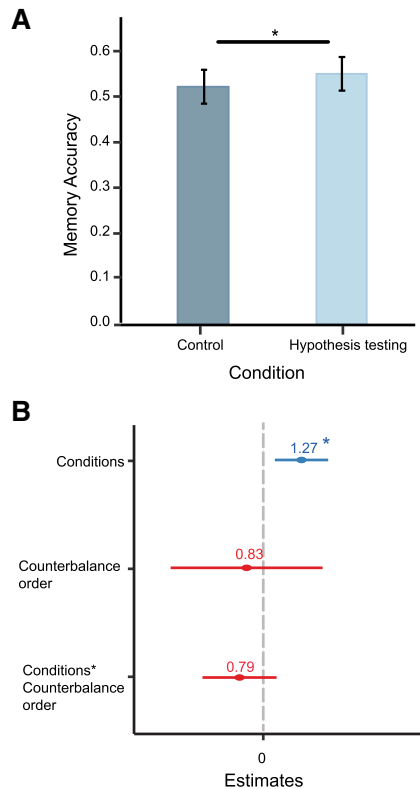 A
*
0.6
0.5
0.4
0.3
0.2
0.1
0.0
Memory Accuracy
Control
Hypothesis testing
Condition
B
1.27 *
Conditions
0.83
Counterbalance
order
0.79
Conditions*
Counterbalance
order
0
Estimates